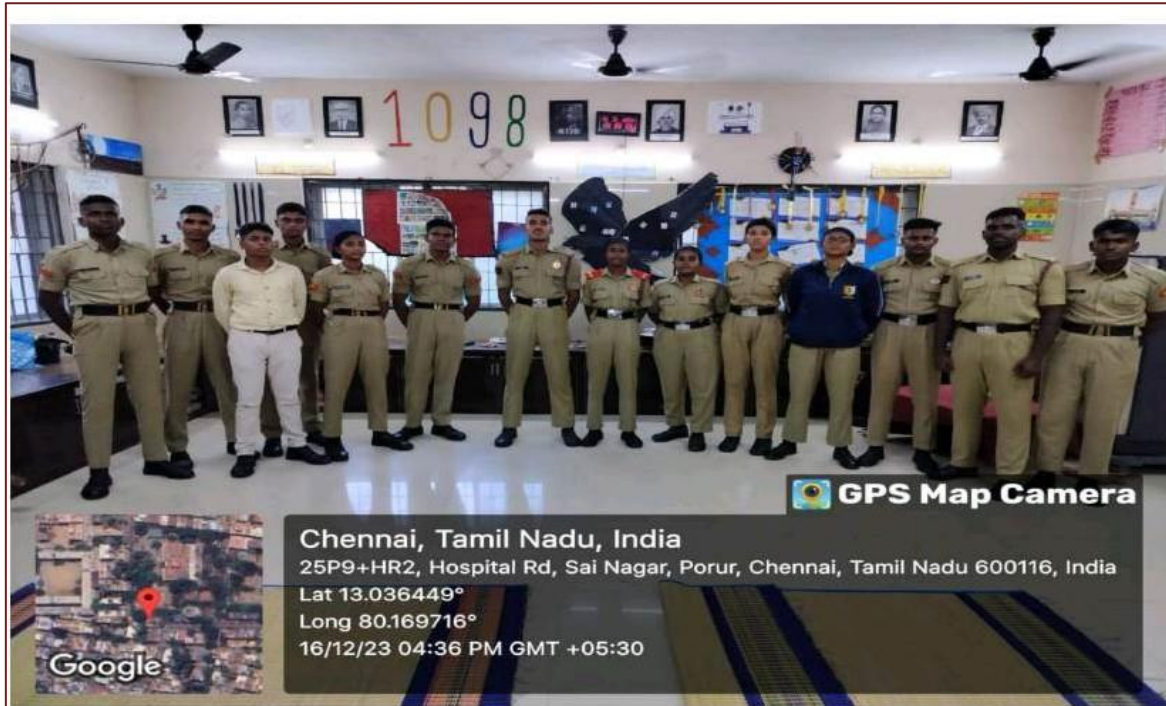 1098
GPS Map Camera
Chennai, Tamil Nadu, India
25P9+HR2, Hospital Rd, Sai Nagar, Porur, Chennai, Tamil Nadu 600116, India
Lat 13.036449°
Long 80.169716°
16/12/23 04:36 PM GMT +05:30
Google